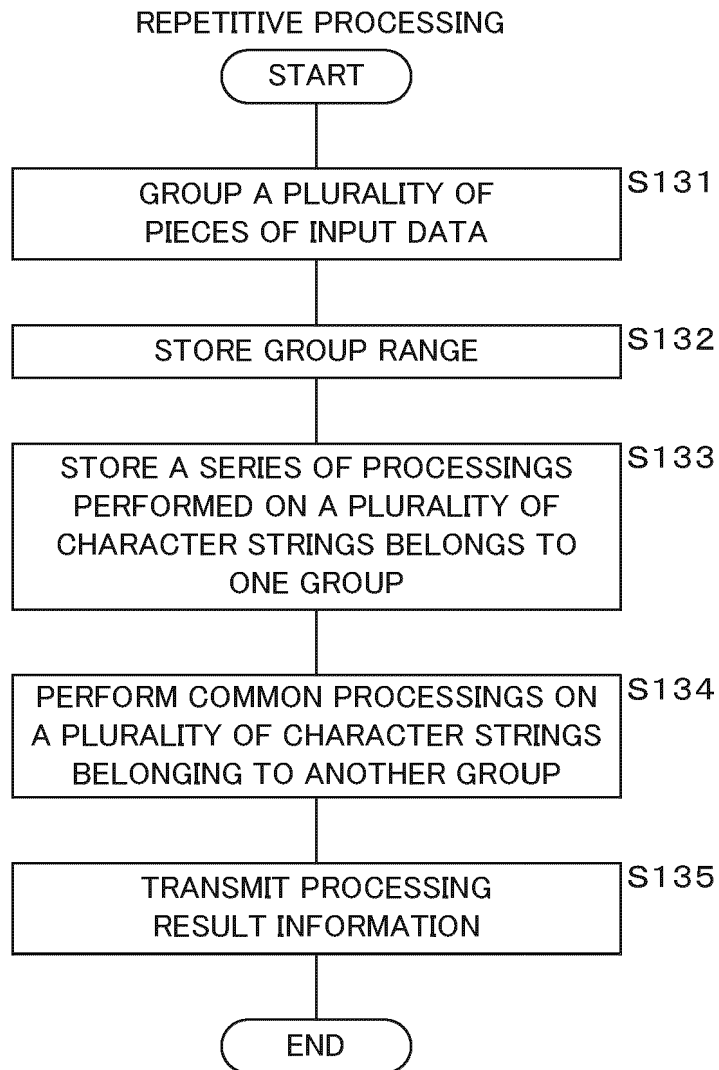 REPETITIVE PROCESSING
START
S131
GROUP A PLURALITY OF
PIECES OF INPUT DATA
S132
STORE GROUP RANGE
S133
STORE A SERIES OF PROCESSINGS
PERFORMED ON A PLURALITY OF
CHARACTER STRINGS BELONGS TO
ONE GROUP
S134
PERFORM COMMON PROCESSINGS ON
A PLURALITY OF CHARACTER STRINGS
BELONGING TO ANOTHER GROUP
S135
TRANSMIT PROCESSING
RESULT INFORMATION
END